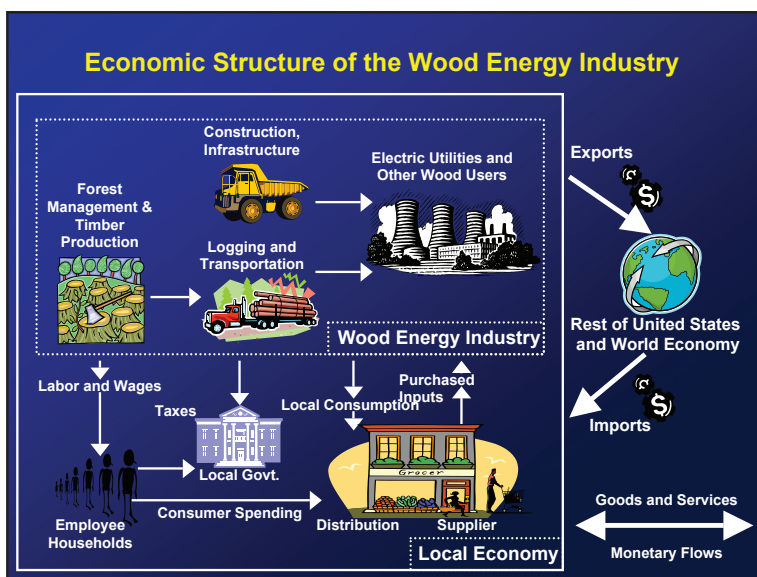 Economic Structure of the Wood Energy Industry
Construction,
Infrastructure
Electric Utilities and
Other Wood Users
Forest
Management &
Timber
Production
Logging and
Transportation
Wood Energy Industry
Exports
$
Rest of United States
and World Economy
Imports
$
Labor and Wages
Taxes
Local Consumption
Purchased
Inputs
Grocer
Local Govt.
Consumer Spending
Employee
Households
Distribution
Supplier
Local Economy
Goods and Services
Monetary Flows